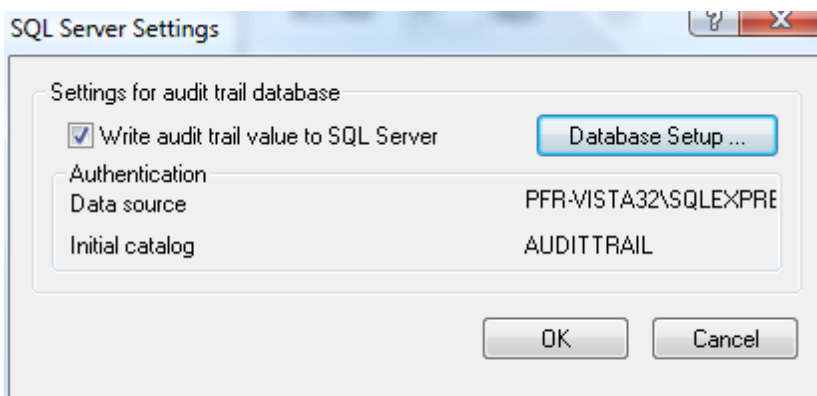 SQL Server Settings
Settings for audit trail database
Write audit trail value to SQL Server
Database Setup ...
Authentication
Data source
PFR-VISTA32\SQLEXPRE
Initial catalog
AUDITTRAIL
OK
Cancel